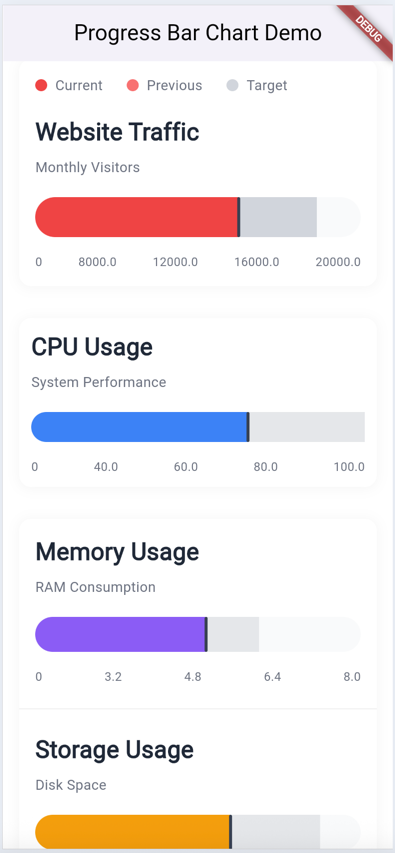 Progress Bar Chart Demo
DEBUG
Current Previous Target
Website Traffic
Monthly Visitors
0 8000.0 12000.0 16000.0 20000.0
CPU Usage
System Performance
0 40.0 60.0 80.0 100.0
Memory Usage
RAM Consumption
0 3.2 4.8 6.4 8.0
Storage Usage
Disk Space